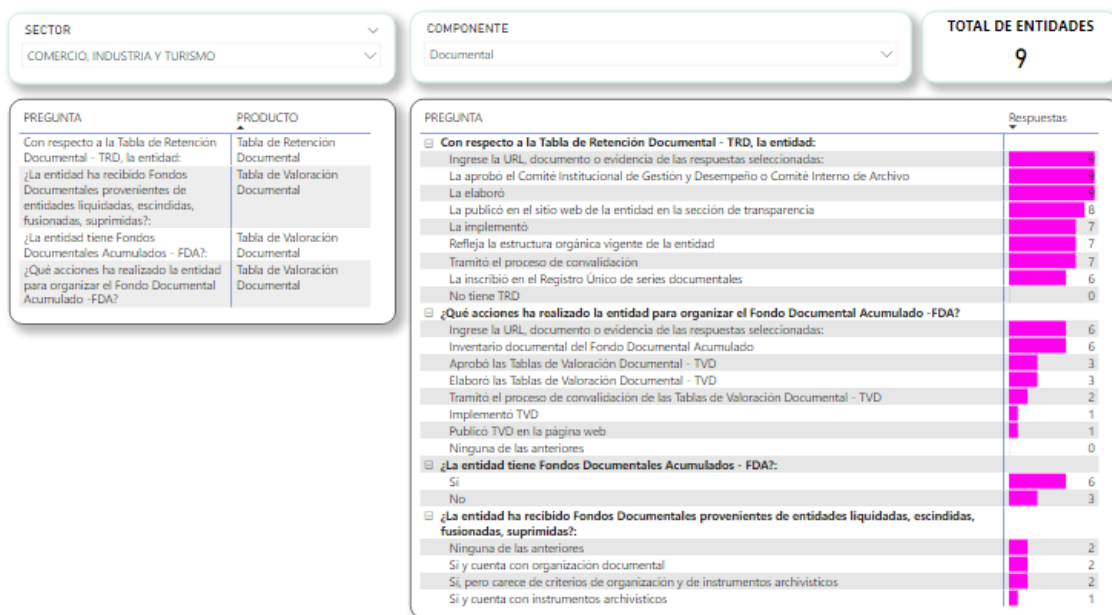 SECTOR
COMERCIO, INDUSTRIA Y TURISMO
COMPONENTE
Documental
TOTAL DE ENTIDADES
9
PREGUNTA PRODUCTO
Con respecto a la Tabla de Retención Tabla de Retención
Documental - TRD, la entidad: Documental
¿La entidad ha recibido Fondos Tabla de Valoración
Documentales provenientes de Documental
entidades liquidadas, escindidas,
fusionadas, suprimidas?:
¿La entidad tiene Fondos Tabla de Valoración
Documentales Acumulados - FDA?: Documental
¿Qué acciones ha realizado la entidad Tabla de Valoración
para organizar el Fondo Documental Documental
Acumulado -FDA?
PREGUNTA Respuestas
Con respecto a la Tabla de Retención Documental - TRD, la entidad:
Ingrese la URL, documento o evidencia de las respuestas seleccionadas: 9
La aprobó el Comité Institucional de Gestión y Desempeño o Comité Interno de Archivo 9
La elaboró 9
La publicó en el sitio web de la entidad en la sección de transparencia 8
La implementó 7
Refleja la estructura orgánica vigente de la entidad 7
Tramitó el proceso de convalidación 7
La inscribió en el Registro Único de series documentales 6
No tiene TRD 0
¿Qué acciones ha realizado la entidad para organizar el Fondo Documental Acumulado -FDA?
Ingrese la URL, documento o evidencia de las respuestas seleccionadas: 6
Inventario documental del Fondo Documental Acumulado 6
Aprobó las Tablas de Valoración Documental - TVD 3
Elaboró las Tablas de Valoración Documental - TVD 3
Tramitó el proceso de convalidación de las Tablas de Valoración Documental - TVD 2
Implementó TVD 1
Publicó TVD en la página web 1
Ninguna de las anteriores 0
¿La entidad tiene Fondos Documentales Acumulados - FDA?:
Sí 6
No 3
¿La entidad ha recibido Fondos Documentales provenientes de entidades liquidadas, escindidas,
fusionadas, suprimidas?:
Ninguna de las anteriores 2
Sí y cuenta con organización documental 2
Sí, pero carece de criterios de organización y de instrumentos archivísticos 2
Sí y cuenta con instrumentos archivísticos 1